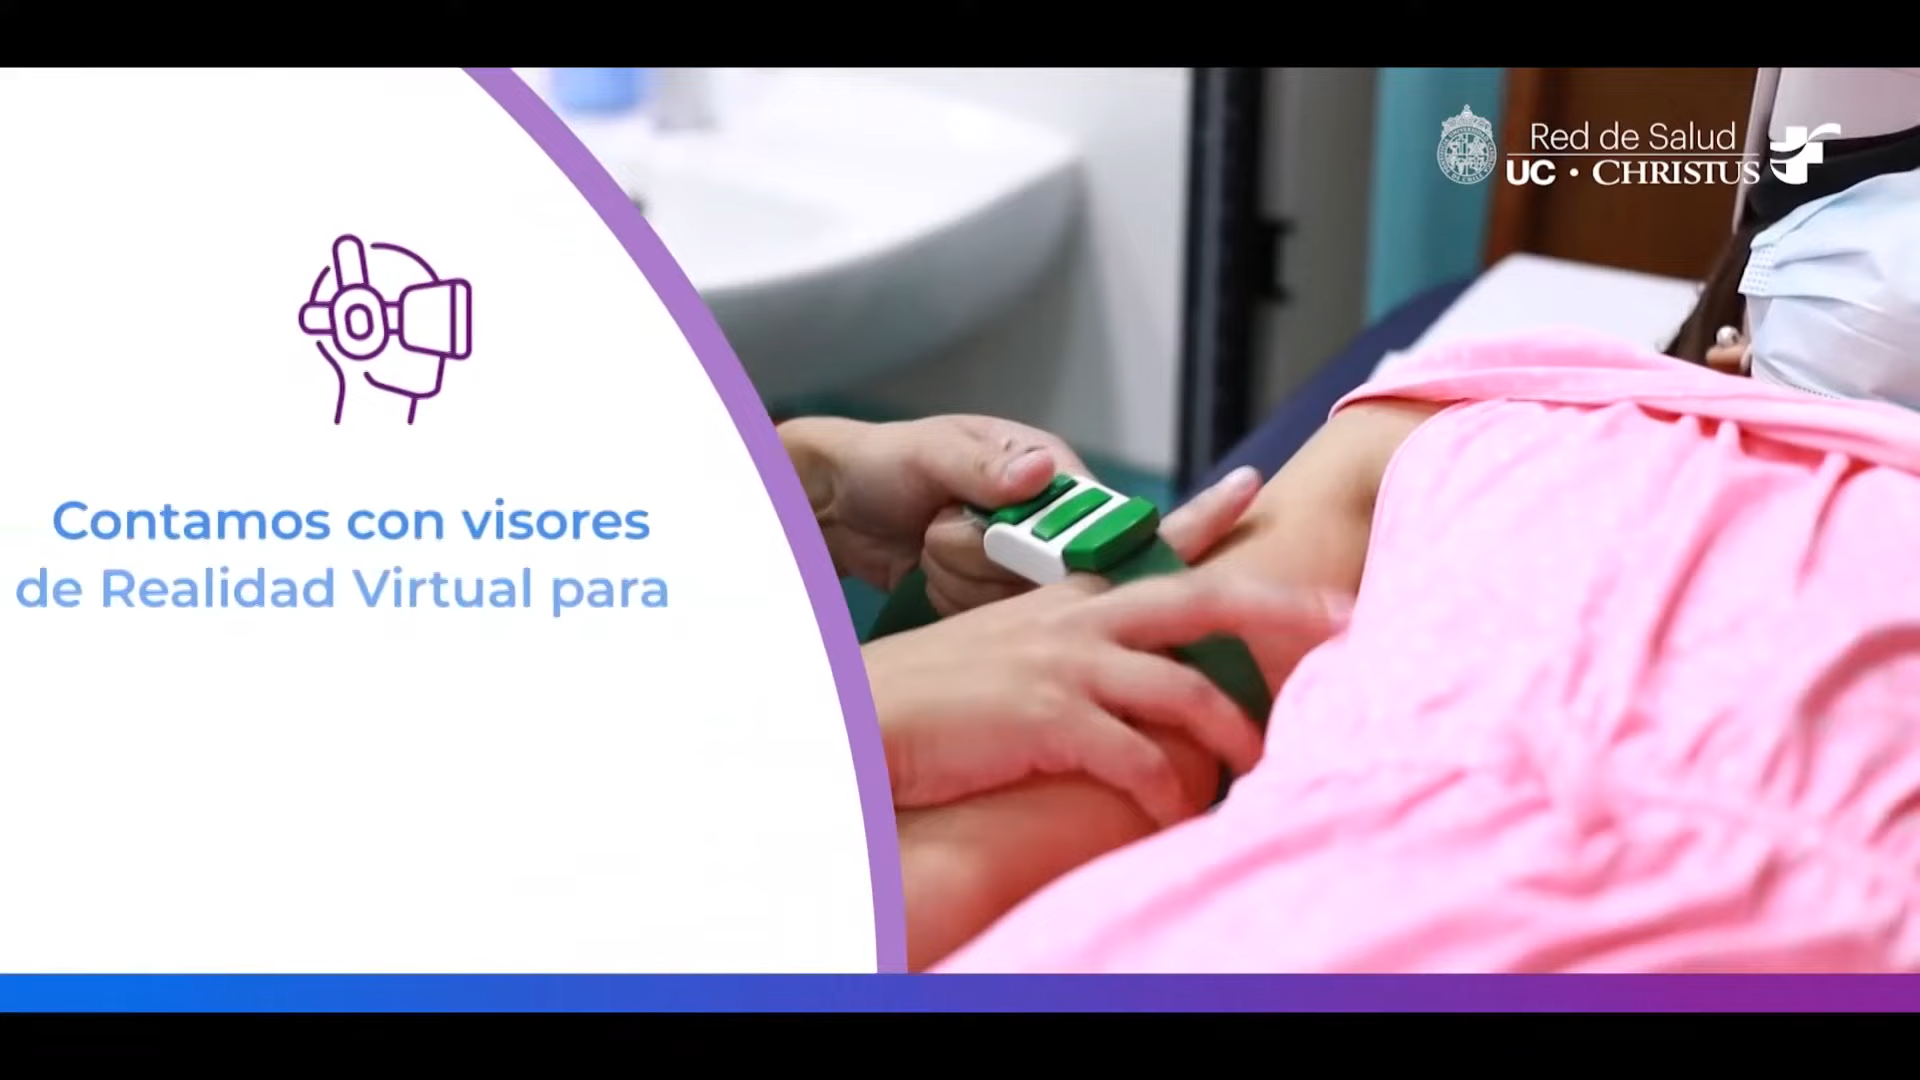 Contamos con visores
de Realidad Virtual para
Red de Salud
UC • CHRISTUS